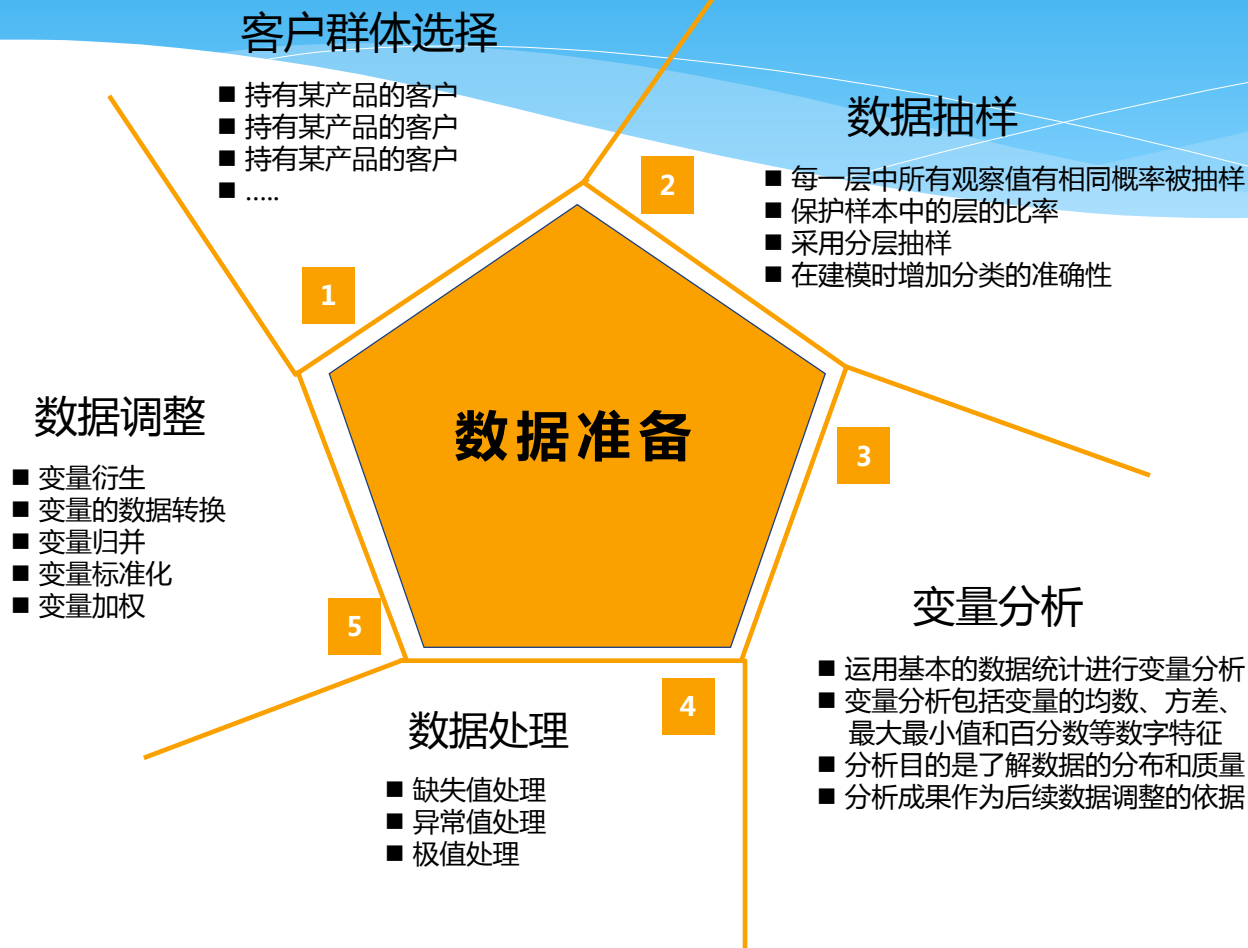 客户群体选择
■ 持有某产品的客户
■ 持有某产品的客户
■ 持有某产品的客户
■ .....
1
2
数据抽样
■ 每一层中所有观察值有相同概率被抽样
■ 保护样本中的层的比率
■ 采用分层抽样
■ 在建模时增加分类的准确性
数据准备
3
变量分析
■ 运用基本的数据统计进行变量分析
■ 变量分析包括变量的均数、方差、
最大最小值和百分数等数字特征
■ 分析目的是了解数据的分布和质量
■ 分析成果作为后续数据调整的依据
4
数据处理
■ 缺失值处理
■ 异常值处理
■ 极值处理
5
数据调整
■ 变量衍生
■ 变量的数据转换
■ 变量归并
■ 变量标准化
■ 变量加权